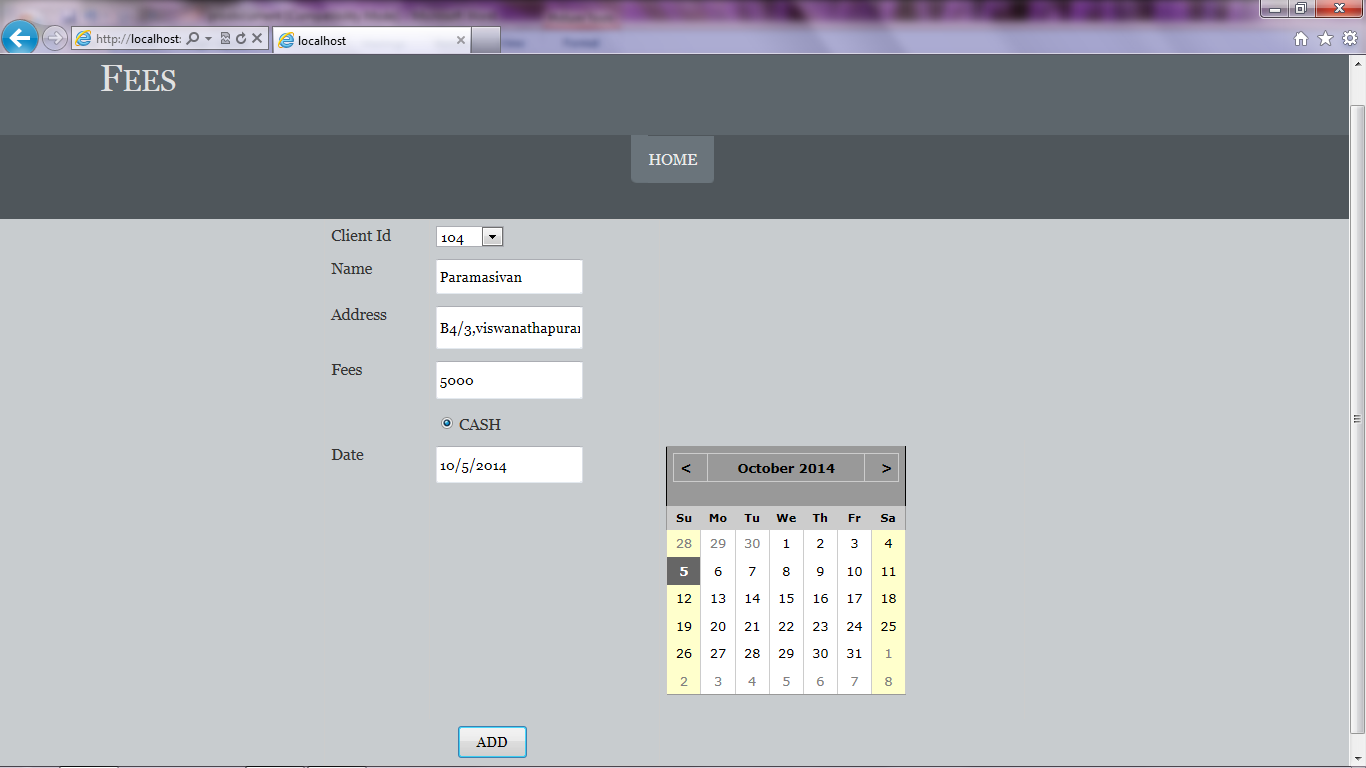 http://localhost:
localhost
FEES
HOME
Client Id 104
Name Paramasivan
Address B4/3,viswanathapura
Fees 5000
CASH
Date 10/5/2014
< October 2014 >
Su Mo Tu We Th Fr Sa
28 29 30 1 2 3 4
5 6 7 8 9 10 11
12 13 14 15 16 17 18
19 20 21 22 23 24 25
26 27 28 29 30 31 1
2 3 4 5 6 7 8
ADD